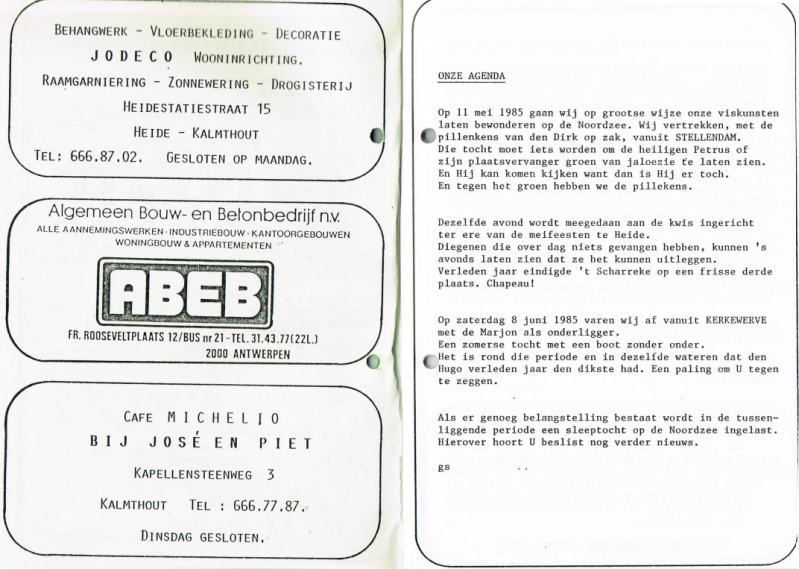 BEHANGWERK - VLOERBEKLEDING - DECORATIE
JODECO WOONINRICHTING.
RAAMGARNIERING - ZONNEWERING - DROGISTERIJ
HEIDESTATIESTRAAT 15
HEIDE - KALMTHOUT
TEL: 666.87.02. GESLOTEN OP MAANDAG.
Algemeen Bouw- en Betonbedrijf n.v.
ALLE AANNEMINGSWERKEN - INDUSTRIEBOUW - KANTOORGEBOUWEN
WONINGBOUW & APPARTEMENTEN
ABEB
FR. ROOSEVELTPLAATS 12/BUS nr 21 - TEL. 31.43.77 (22L.)
2000 ANTWERPEN
CAFE MICHELJO
BIJ JOSÉ EN PIET
KAPELLENSTEENWEG 3
KALMTHOUT TEL : 666.77.87.
DINSDAG GESLOTEN.
ONZE AGENDA
Op 11 mei 1985 gaan wij op grootse wijze onze viskunsten
laten bewonderen op de Noordzee. Wij vertrekken, met de
pillenkens van den Dirk op zak, vanuit STELLENDAM.
Die tocht moet iets worden om de heiligen Petrus of
zijn plaatsvervanger groen van jaloezie te laten zien.
En Hij kan komen kijken want dan is Hij er toch.
En tegen het groen hebben we de pillekens.
Dezelfde avond wordt meegedaan aan de kwis ingericht
ter ere van de meifeesten te Heide.
Diegenen die over dag niets gevangen hebben, kunnen 's
avonds laten zien dat ze het kunnen uitleggen.
Verleden jaar eindigde 't Scharreke op een frisse derde
plaats. Chapeau!
Op zaterdag 8 juni 1985 varen wij af vanuit KERKEWERVE
met de Marjon als onderligger.
Een zomerse tocht met een boot zonder onder.
Het is rond die periode en in dezelfde wateren dat den
Hugo verleden jaar den dikste had. Een paling om U tegen
te zeggen.
Als er genoeg belangstelling bestaat wordt in de tussen-
liggende periode een sleeptocht op de Noordzee ingelast.
Hierover hoort U beslist nog verder nieuws.
gs